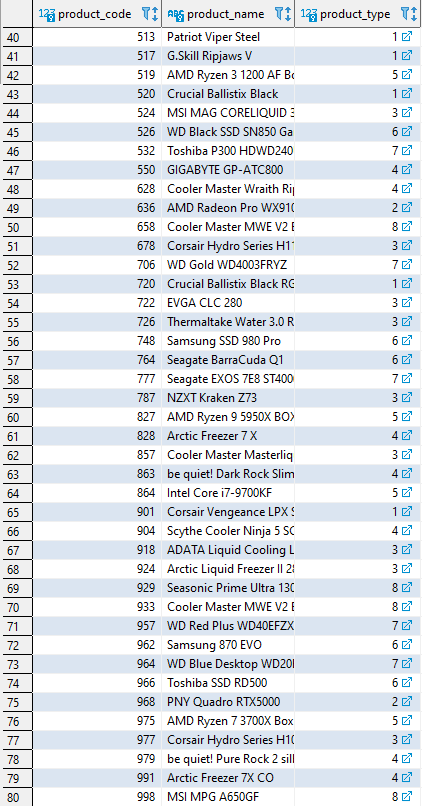 123 product_code ABC product_name 123 product_type
40 513 Patriot Viper Steel 1
41 517 G.Skill Ripjaws V 1
42 519 AMD Ryzen 3 1200 AF Bo 5
43 520 Crucial Ballistix Black 1
44 524 MSI MAG CORELIQUID 3
45 526 WD Black SSD SN850 Ga 6
46 532 Toshiba P300 HDWD240 7
47 550 GIGABYTE GP-ATC800 4
48 628 Cooler Master Wraith Rip 4
49 636 AMD Radeon Pro WX910 2
50 658 Cooler Master MWE V2 8
51 678 Corsair Hydro Series H1 3
52 706 WD Gold WD4003FRYZ 7
53 720 Crucial Ballistix Black RG 1
54 722 EVGA CLC 280 3
55 726 Thermaltake Water 3.0 R 3
56 748 Samsung SSD 980 Pro 6
57 764 Seagate BarraCuda Q1 6
58 777 Seagate EXOS 7E8 ST400 7
59 787 NZXT Kraken Z73 3
60 827 AMD Ryzen 9 5950X BOX 5
61 828 Arctic Freezer 7 X 4
62 857 Cooler Master Masterliq 3
63 863 be quiet! Dark Rock Slim 4
64 864 Intel Core i7-9700KF 5
65 901 Corsair Vengeance LPX S 1
66 904 Scythe Cooler Ninja 5 SC 4
67 918 ADATA Liquid Cooling L 3
68 924 Arctic Liquid Freezer II 28 3
69 929 Seasonic Prime Ultra 130 8
70 933 Cooler Master MWE V2 8
71 957 WD Red Plus WD40EFZX 7
72 962 Samsung 870 EVO 6
73 964 WD Blue Desktop WD20 7
74 966 Toshiba SSD RD500 6
75 968 PNY Quadro RTX5000 2
76 975 AMD Ryzen 7 3700X Box 5
77 977 Corsair Hydro Series H10 3
78 979 be quiet! Pure Rock 2 sil 4
79 991 Arctic Freezer 7X CO 4
80 998 MSI MPG A650GF 8